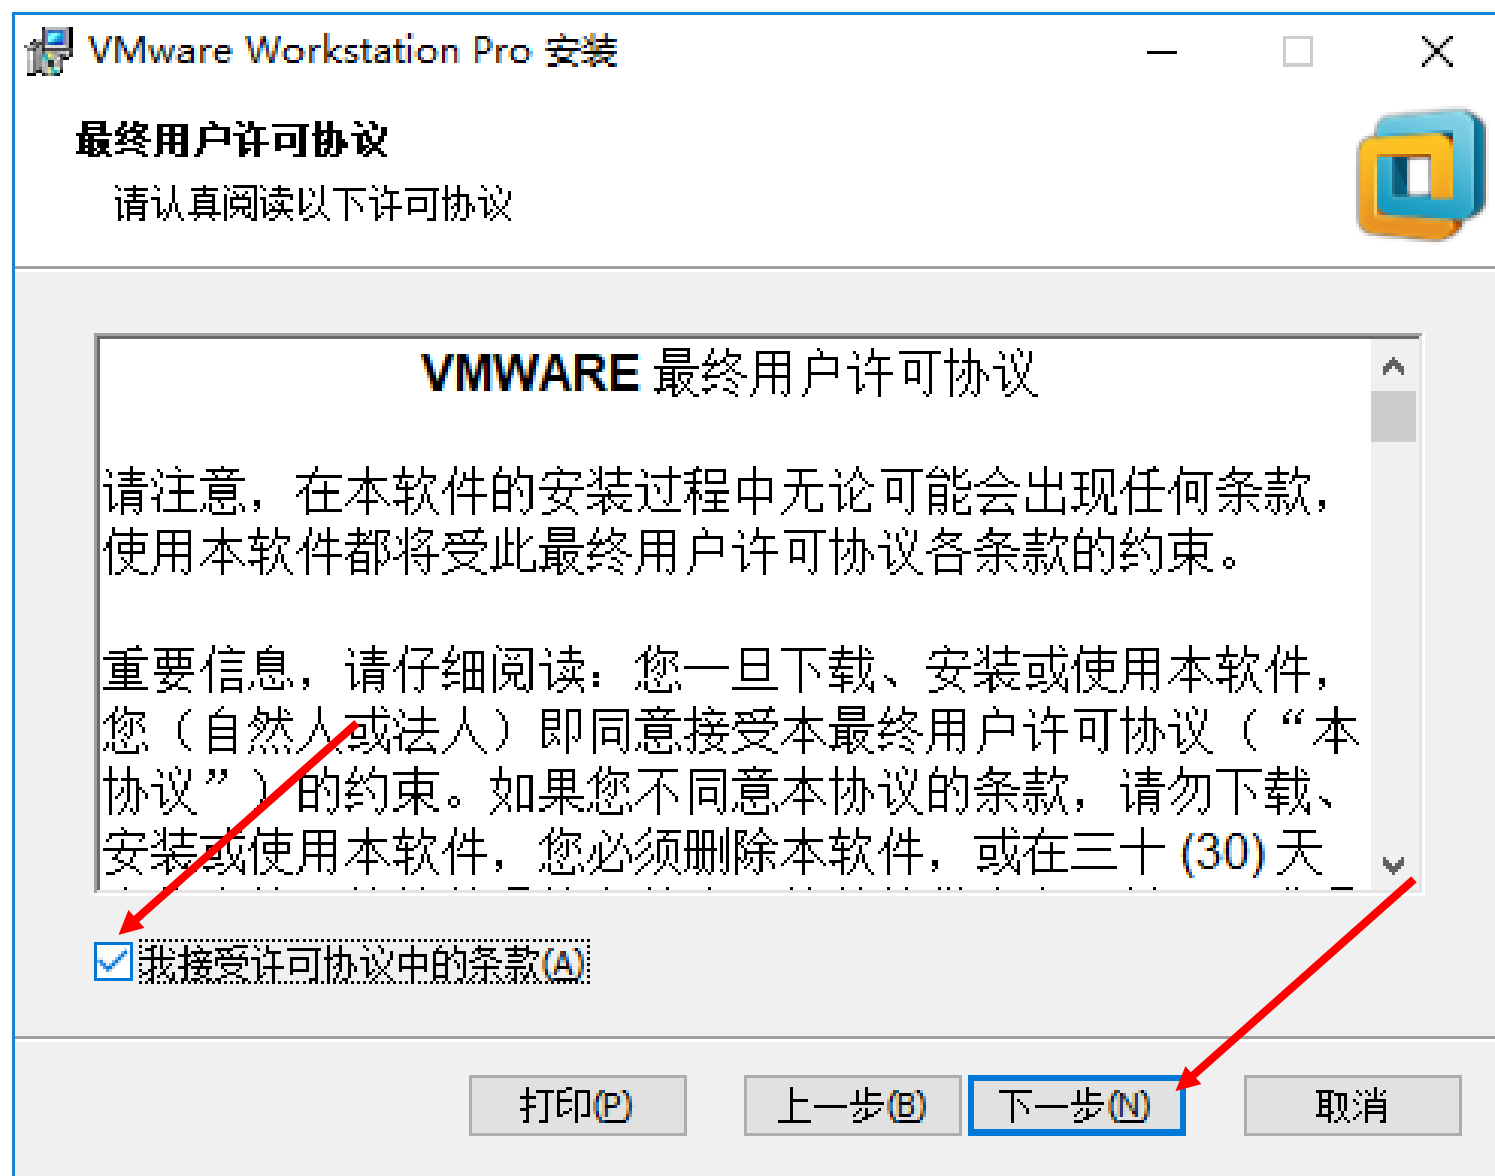 VMware Workstation Pro 安装
最终用户许可协议
请认真阅读以下许可协议
VMWARE 最终用户许可协议
请注意，在本软件的安装过程中无论可能会出现任何条款，
使用本软件都将受此最终用户许可协议各条款的约束。
重要信息，请仔细阅读：您一旦下载、安装或使用本软件，
您（自然人或法人）即同意接受本最终用户许可协议（“本
协议”）的约束。如果您不同意本协议的条款，请勿下载、
安装或使用本软件，您必须删除本软件，或在三十 (30) 天
我接受许可协议中的条款(A)
打印(P) 上一步(B) 下一步(N) 取消